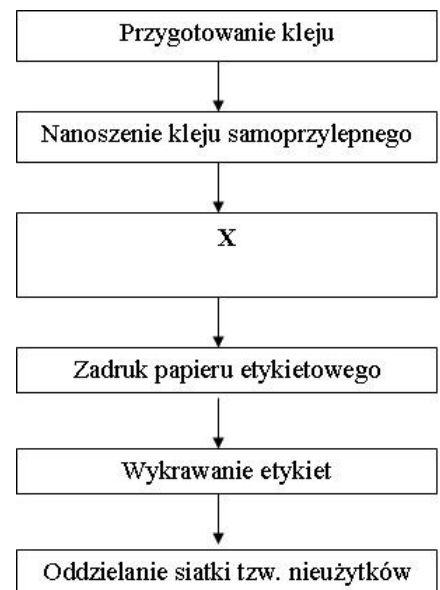 Przygotowanie kleju
Nanoszenie kleju samoprzylepnego
X
Zadruk papieru etykietowego
Wykrawanie etykiet
Oddzielanie siatki tzw. nieużytków